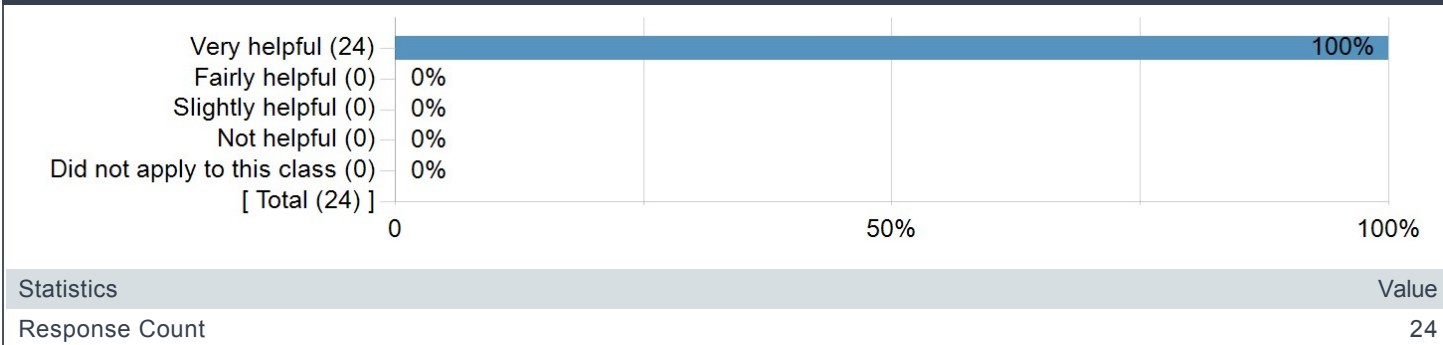 Very helpful (24) 100%
Fairly helpful (0) 0%
Slightly helpful (0) 0%
Not helpful (0) 0%
Did not apply to this class (0) 0%
[ Total (24) ]
0 50% 100%
Statistics Value
Response Count 24